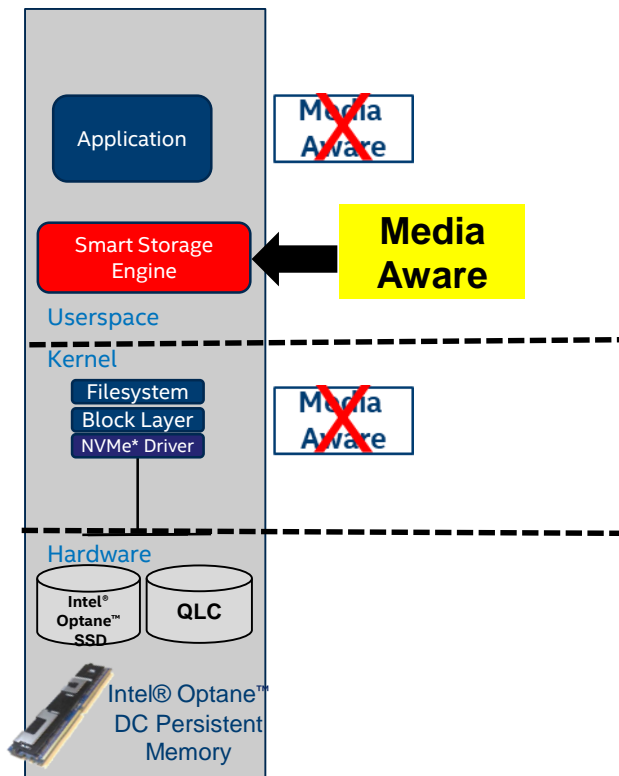 Application
Media
Aware
Smart Storage
Engine
Media
Aware
Userspace
Kernel
Filesystem
Block Layer
NVMe* Driver
Media
Aware
Hardware
Intel®
Optane™
SSD
QLC
Intel® Optane™
DC Persistent
Memory